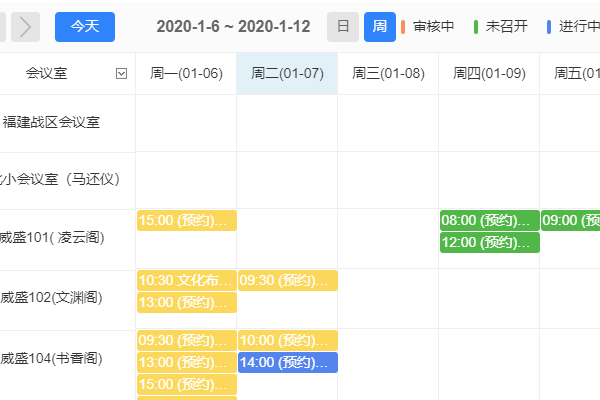 今天 2020-1-6 ~ 2020-1-12 日 周 审核中 未召开 进行中
会议室 周一(01-06) 周二(01-07) 周三(01-08) 周四(01-09) 周五(01
福建战区会议室
小会议室（马还仪）
威盛101( 凌云阁) 15:00 (预约)... 08:00 (预约)... 09:00 (预
12:00 (预约)...
威盛102(文渊阁) 10:30 文化布... 09:30 (预约)...
13:00 (预约)...
威盛104(书香阁) 09:30 (预约)... 10:00 (预约)...
13:00 (预约)... 14:00 (预约)...
15:00 (预约)...